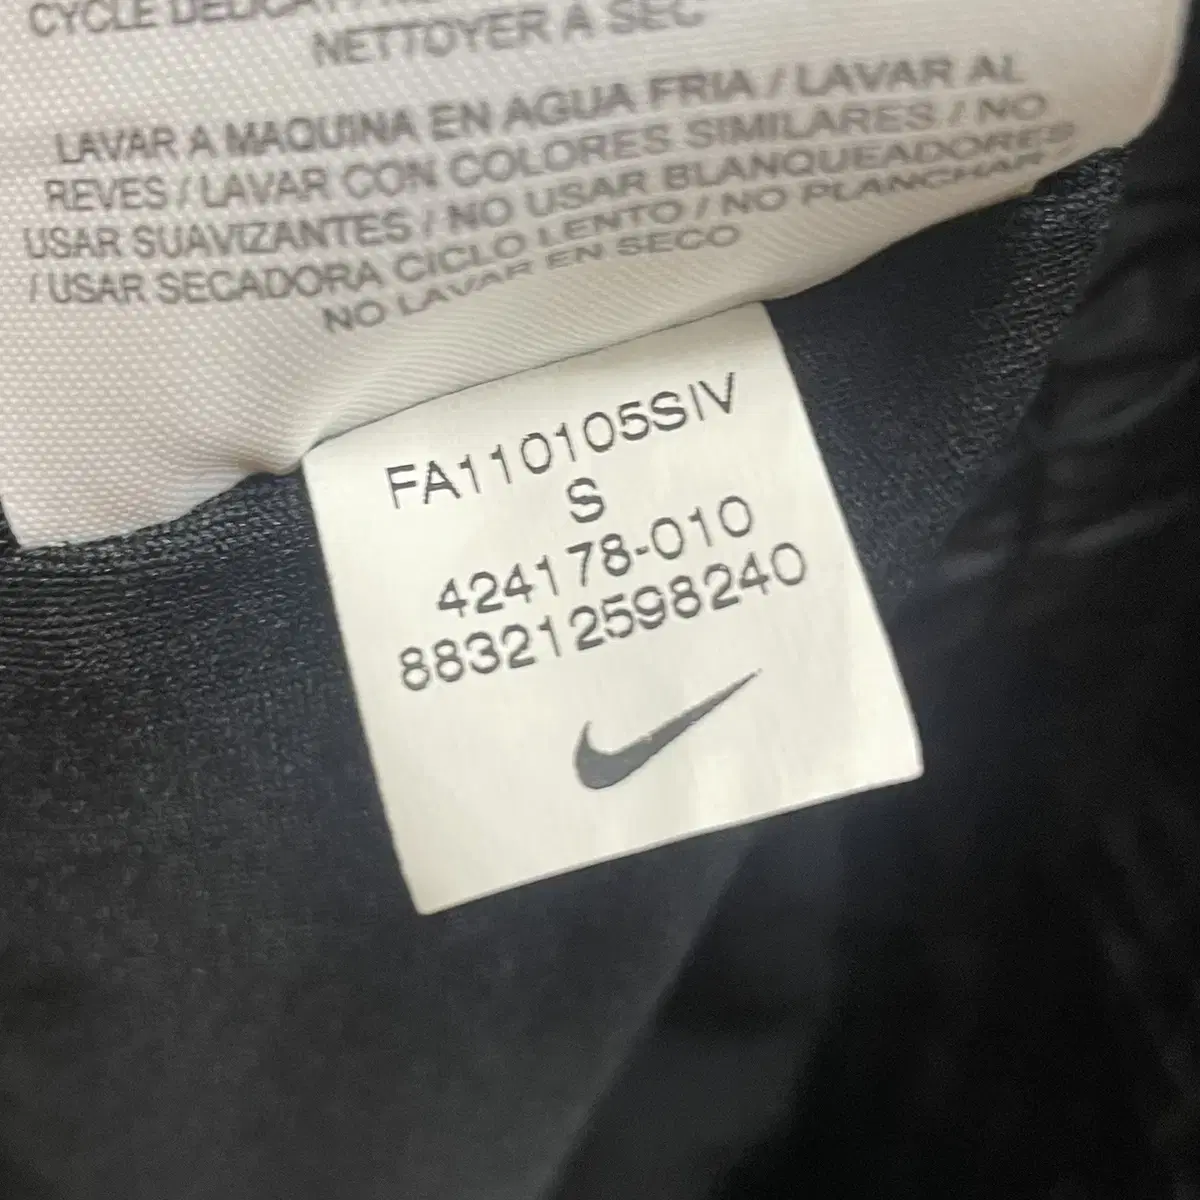 CYCLE DELICAT
NETTOYER A SEC
LAVAR A MAQUINA EN AGUA FRIA / LAVAR AL
REVES / LAVAR CON COLORES SIMILARES / NO
USAR SUAVIZANTES / NO USAR BLANQUEADORES
/ USAR SECADORA CICLO LENTO / NO PLANCHAR
NO LAVAR EN SECO
FA110105SIV
S
424178-010
883212598240